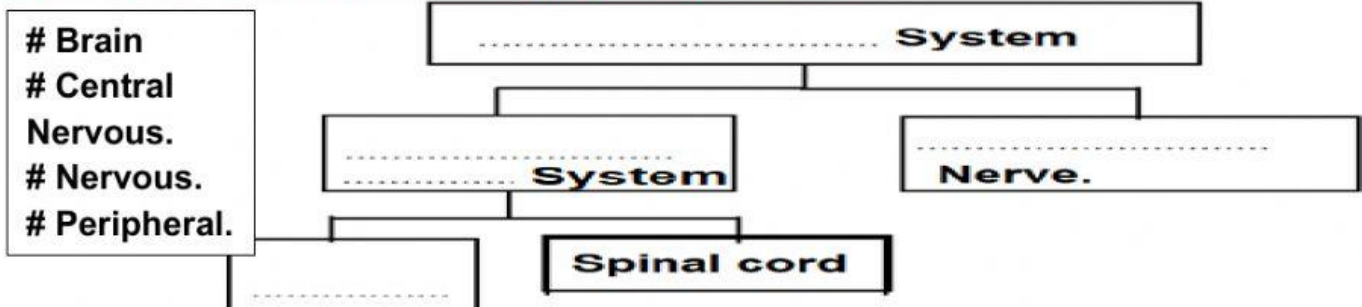 # Brain
# Central
Nervous.
# Nervous.
# Peripheral.
.................................... System
..............................
................ System
................................
Nerve.
Spinal cord
..................